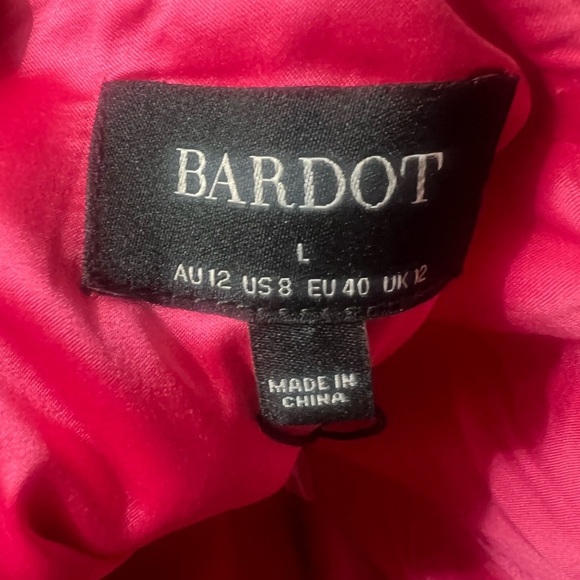 BARDOT
L
AU 12 US 8 EU 40 UK 12
MADE IN
CHINA